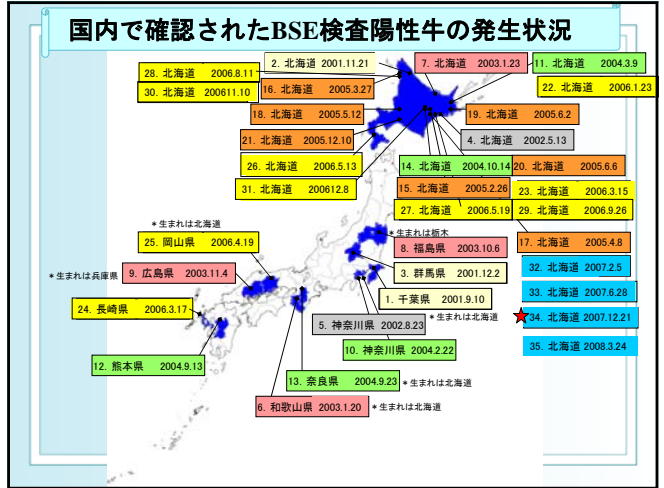 国内で確認されたBSE検査陽性牛の発生状況
2. 北海道 2001.11.21
7. 北海道 2003.1.23
11. 北海道 2004.3.9
28. 北海道 2006.8.11
16. 北海道 2005.3.27
22. 北海道 2006.1.23
30. 北海道 200611.10
18. 北海道 2005.5.12
19. 北海道 2005.6.2
4. 北海道 2002.5.13
21. 北海道 2005.12.10
26. 北海道 2006.5.13
14. 北海道 2004.10.14
20. 北海道 2005.6.6
31. 北海道 200612.8
15. 北海道 2005.2.26
23. 北海道 2006.3.15
27. 北海道 2006.5.19
29. 北海道 2006.9.26
17. 北海道 2005.4.8
*生まれは北海道
25. 岡山県 2006.4.19
*生まれは栃木
8. 福島県 2003.10.6
32. 北海道 2007.2.5
*生まれは兵庫県
9. 広島県 2003.11.4
3. 群馬県 2001.12.2
33. 北海道 2007.6.28
24. 長崎県 2006.3.17
1. 千葉県 2001.9.10
*生まれは北海道
34. 北海道 2007.12.21
5. 神奈川県 2002.8.23
10. 神奈川県 2004.2.22
35. 北海道 2008.3.24
12. 熊本県 2004.9.13
13. 奈良県 2004.9.23
*生まれは北海道
6. 和歌山県 2003.1.20
*生まれは北海道